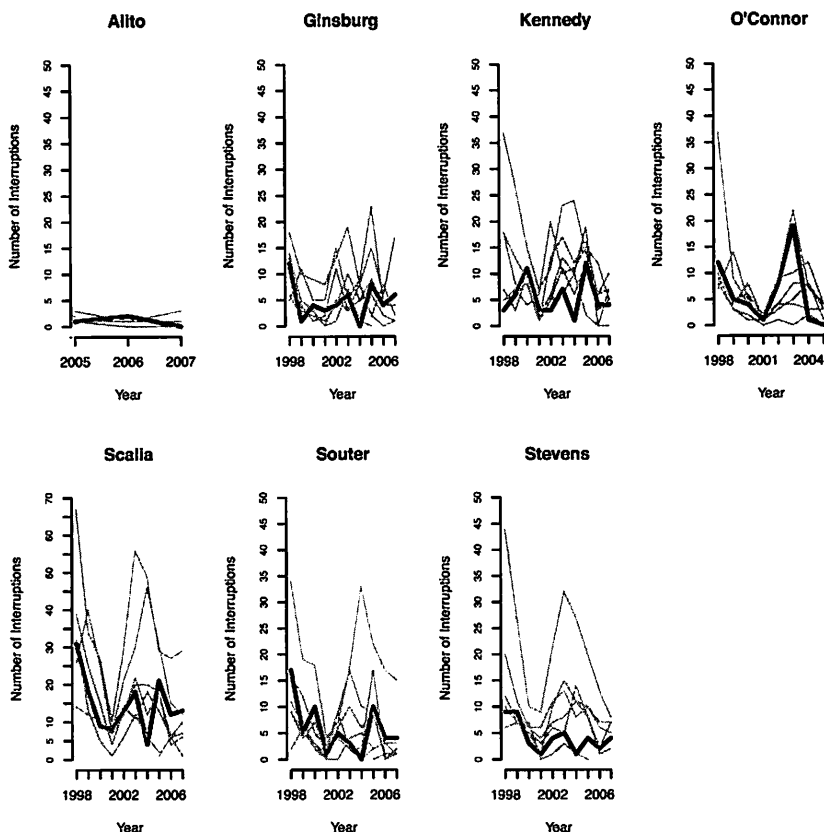 Alito
Ginsburg
Kennedy
O'Connor
Number of Interruptions
0 5 10 15 20 25 30 35 40 45 50
2005 2006 2007
Year
Number of Interruptions
0 5 10 15 20 25 30 35 40 45 50
1998 2002 2006
Year
Number of Interruptions
0 5 10 15 20 25 30 35 40 45 50
1998 2002 2006
Year
Number of Interruptions
0 5 10 15 20 25 30 35 40 45 50
1998 2001 2004
Year
Scalia
Souter
Stevens
Number of Interruptions
0 5 10 20 30 40 50 60 70
1998 2002 2006
Year
Number of Interruptions
0 5 10 15 20 25 30 35 40 45 50
1998 2002 2006
Year
Number of Interruptions
0 5 10 15 20 25 30 35 40 45 50
1998 2002 2006
Year